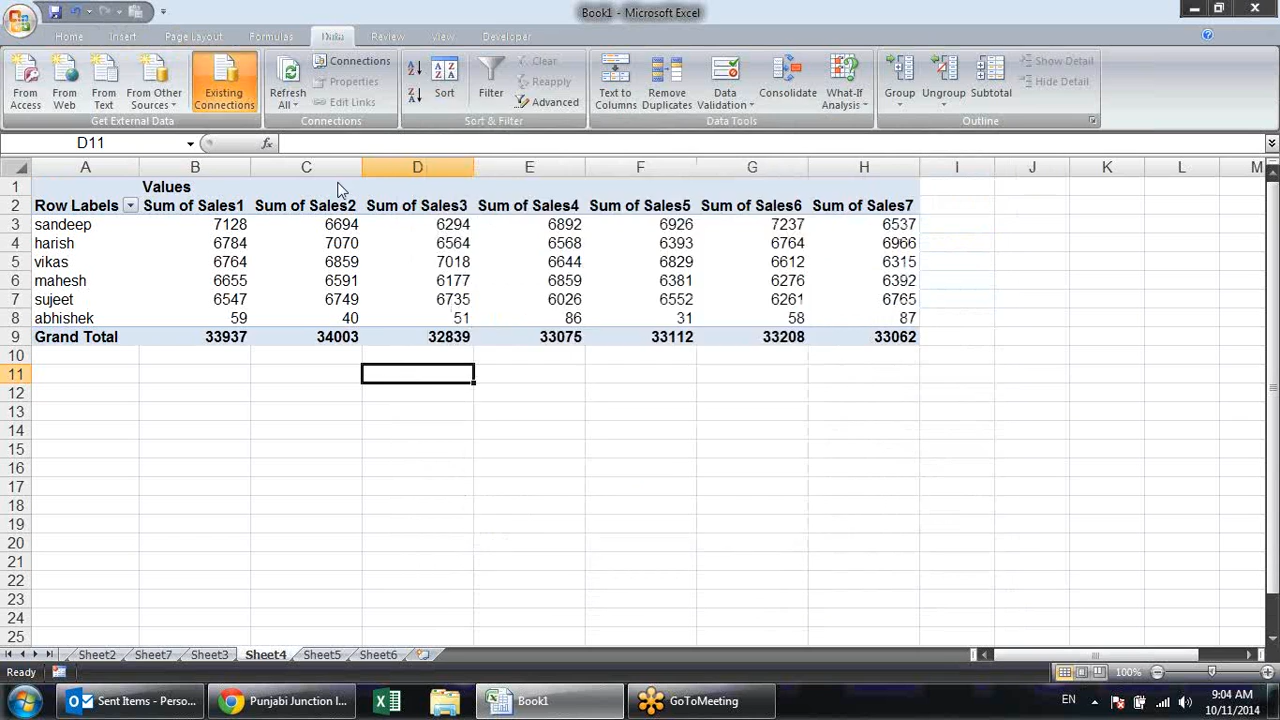 Book1 - Microsoft Excel
Home Insert Page Layout Formulas Data Review View Developer
From Access
From Web
From Text
From Other Sources
Existing Connections
Get External Data
Refresh All
Connections
Properties
Edit Links
Connections
Sort
Filter
Clear
Reapply
Advanced
Sort & Filter
Text to Columns
Remove Duplicates
Data Validation
Consolidate
What-If Analysis
Data Tools
Group
Ungroup
Subtotal
Show Detail
Hide Detail
Outline
D11 fx
A B C D E F G H I J K L M
1 Values
2 Row Labels Sum of Sales1 Sum of Sales2 Sum of Sales3 Sum of Sales4 Sum of Sales5 Sum of Sales6 Sum of Sales7
3 sandeep 7128 6694 6294 6892 6926 7237 6537
4 harish 6784 7070 6564 6568 6393 6764 6966
5 vikas 6764 6859 7018 6644 6829 6612 6315
6 mahesh 6655 6591 6177 6859 6381 6276 6392
7 sujeet 6547 6749 6735 6026 6552 6261 6765
8 abhishek 59 40 51 86 31 58 87
9 Grand Total 33937 34003 32839 33075 33112 33208 33062
10
11
12
13
14
15
16
17
18
19
20
21
22
23
24
25
Sheet2 Sheet7 Sheet3 Sheet4 Sheet5 Sheet6
Ready 100%
Sent Items - Perso... Punjabi Junction I... Book1 GoToMeeting EN 9:04 AM
10/11/2014